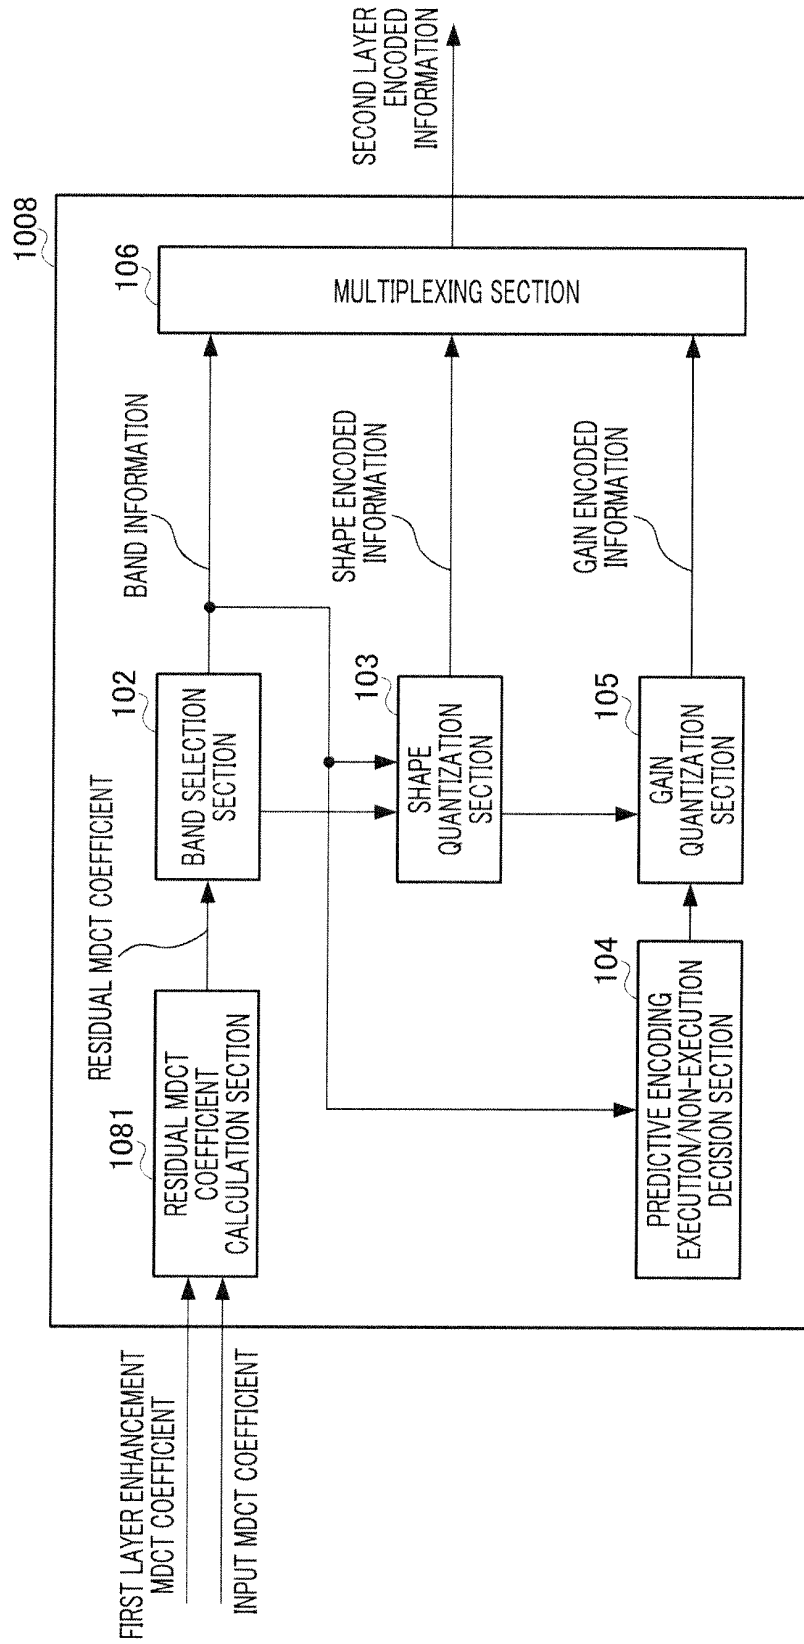 1008
FIRST LAYER ENHANCEMENT
MDCT COEFFICIENT
INPUT MDCT COEFFICIENT
1081
RESIDUAL MDCT
COEFFICIENT
CALCULATION SECTION
RESIDUAL MDCT COEFFICIENT
102
BAND SELECTION
SECTION
BAND INFORMATION
106
MULTIPLEXING SECTION
SECOND LAYER
ENCODED
INFORMATION
103
SHAPE
QUANTIZATION
SECTION
SHAPE ENCODED
INFORMATION
104
PREDICTIVE ENCODING
EXECUTION/NON-EXECUTION
DECISION SECTION
105
GAIN
QUANTIZATION
SECTION
GAIN ENCODED
INFORMATION